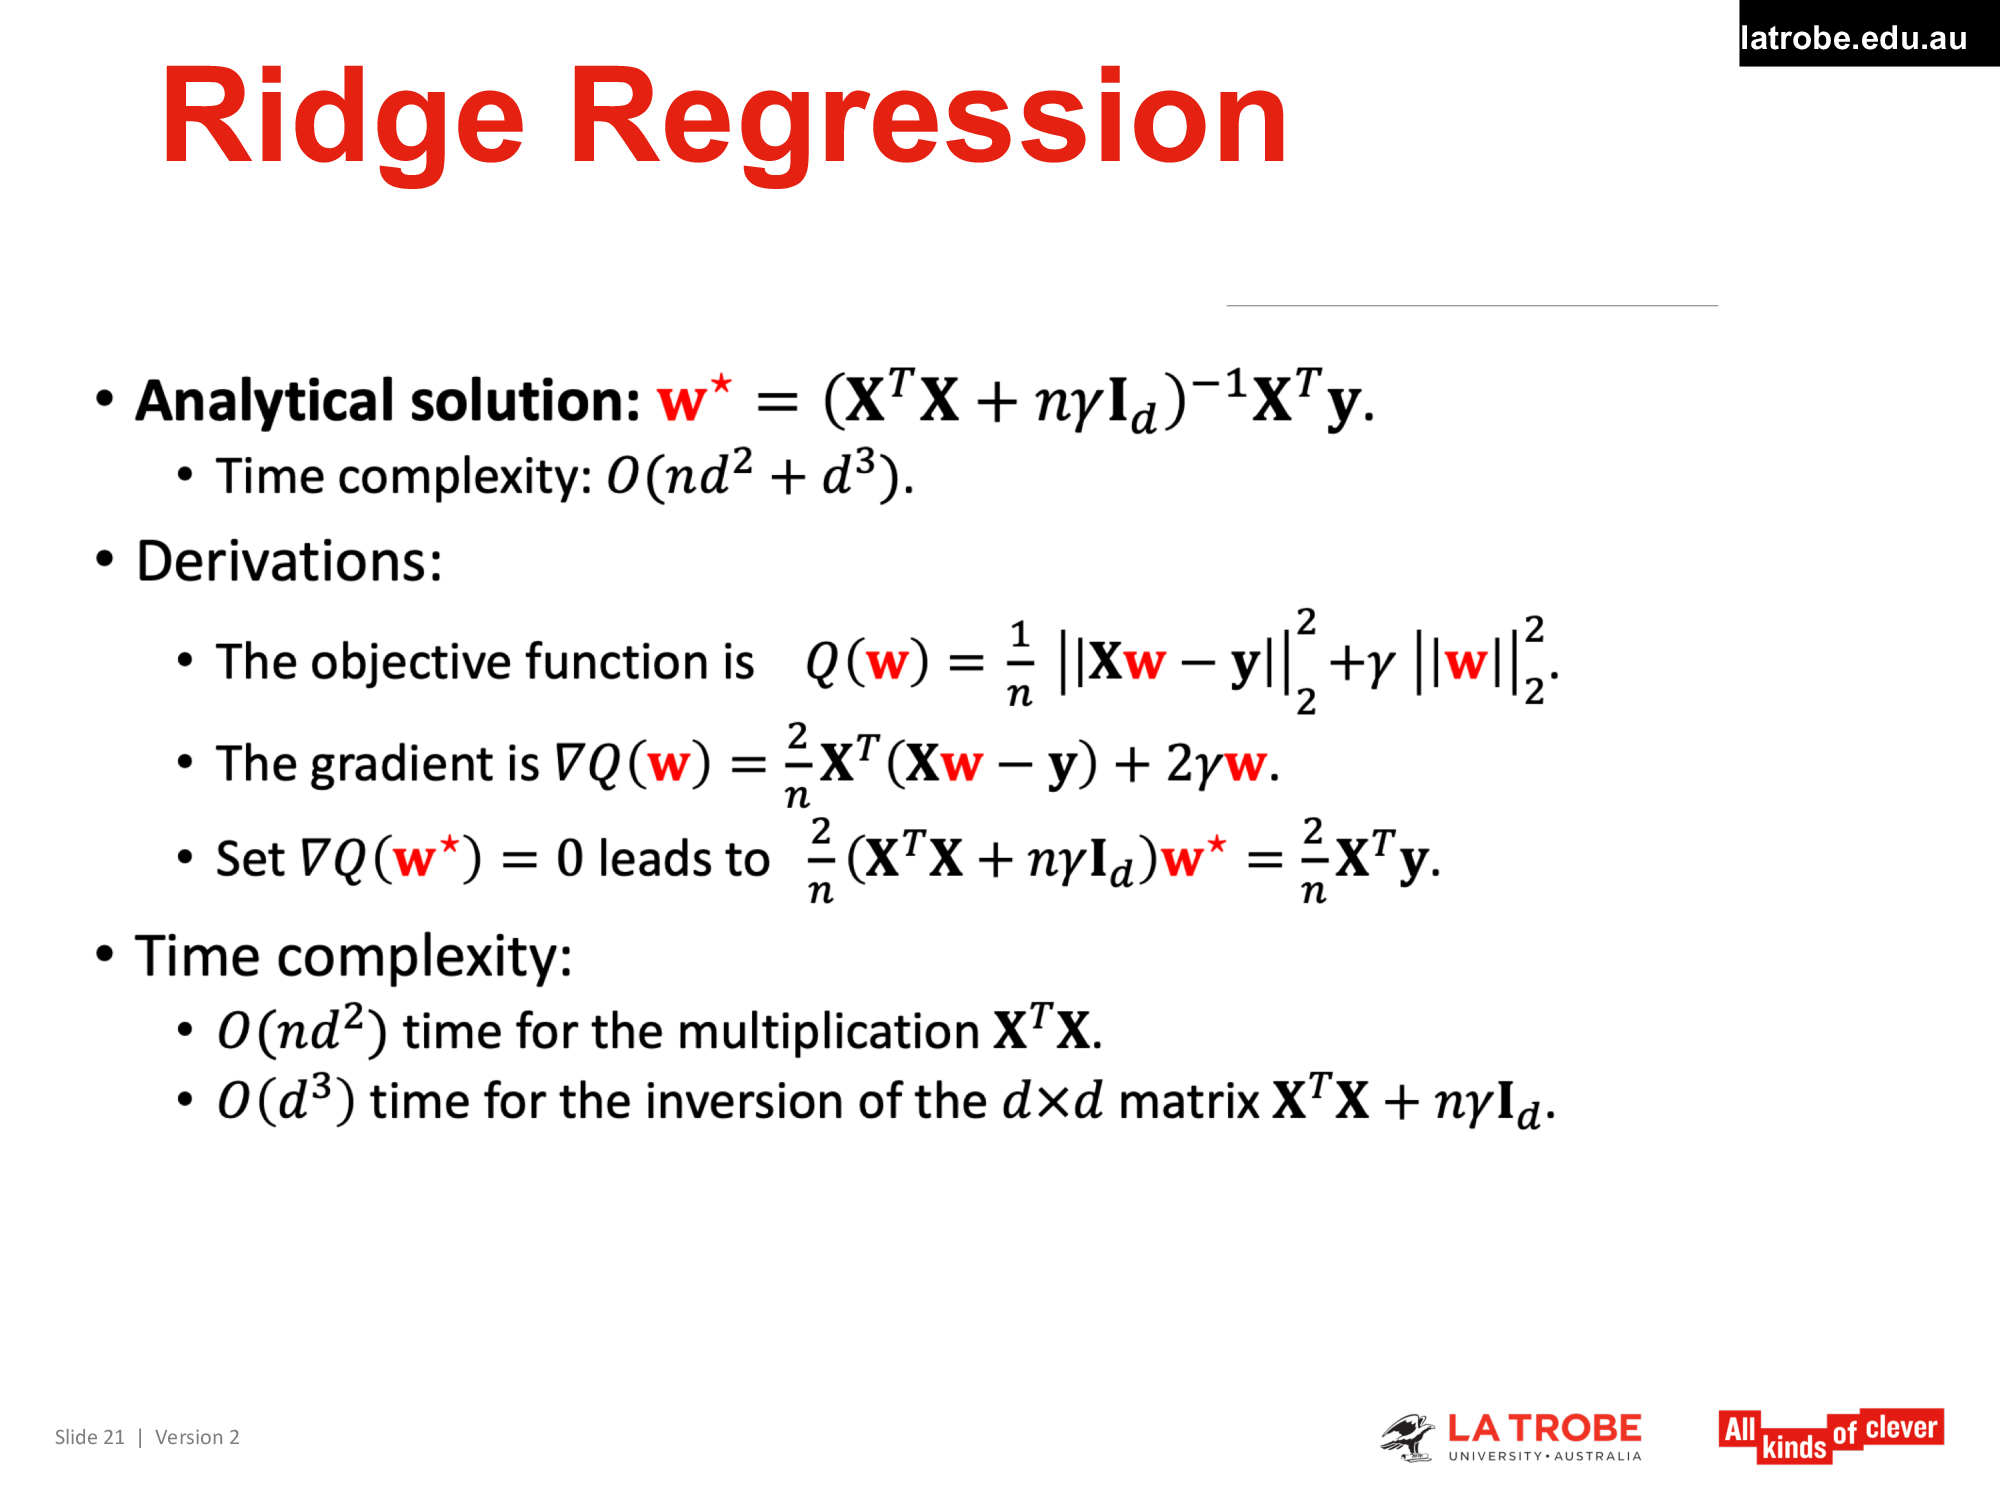 latrobe.edu.au
Ridge Regression
• Analytical solution: w⋆ = (XᵀX + nγI_d)⁻¹Xᵀy.
• Time complexity: O(nd² + d³).
• Derivations:
• The objective function is Q(w) = 1/n ||Xw − y||₂² +γ ||w||₂².
• The gradient is ∇Q(w) = 2/n Xᵀ(Xw − y) + 2γw.
• Set ∇Q(w⋆) = 0 leads to 2/n (XᵀX + nγI_d)w⋆ = 2/n Xᵀy.
• Time complexity:
• O(nd²) time for the multiplication XᵀX.
• O(d³) time for the inversion of the d×d matrix XᵀX + nγI_d.
Slide 21 | Version 2
LA TROBE
UNIVERSITY • AUSTRALIA
All kinds of clever